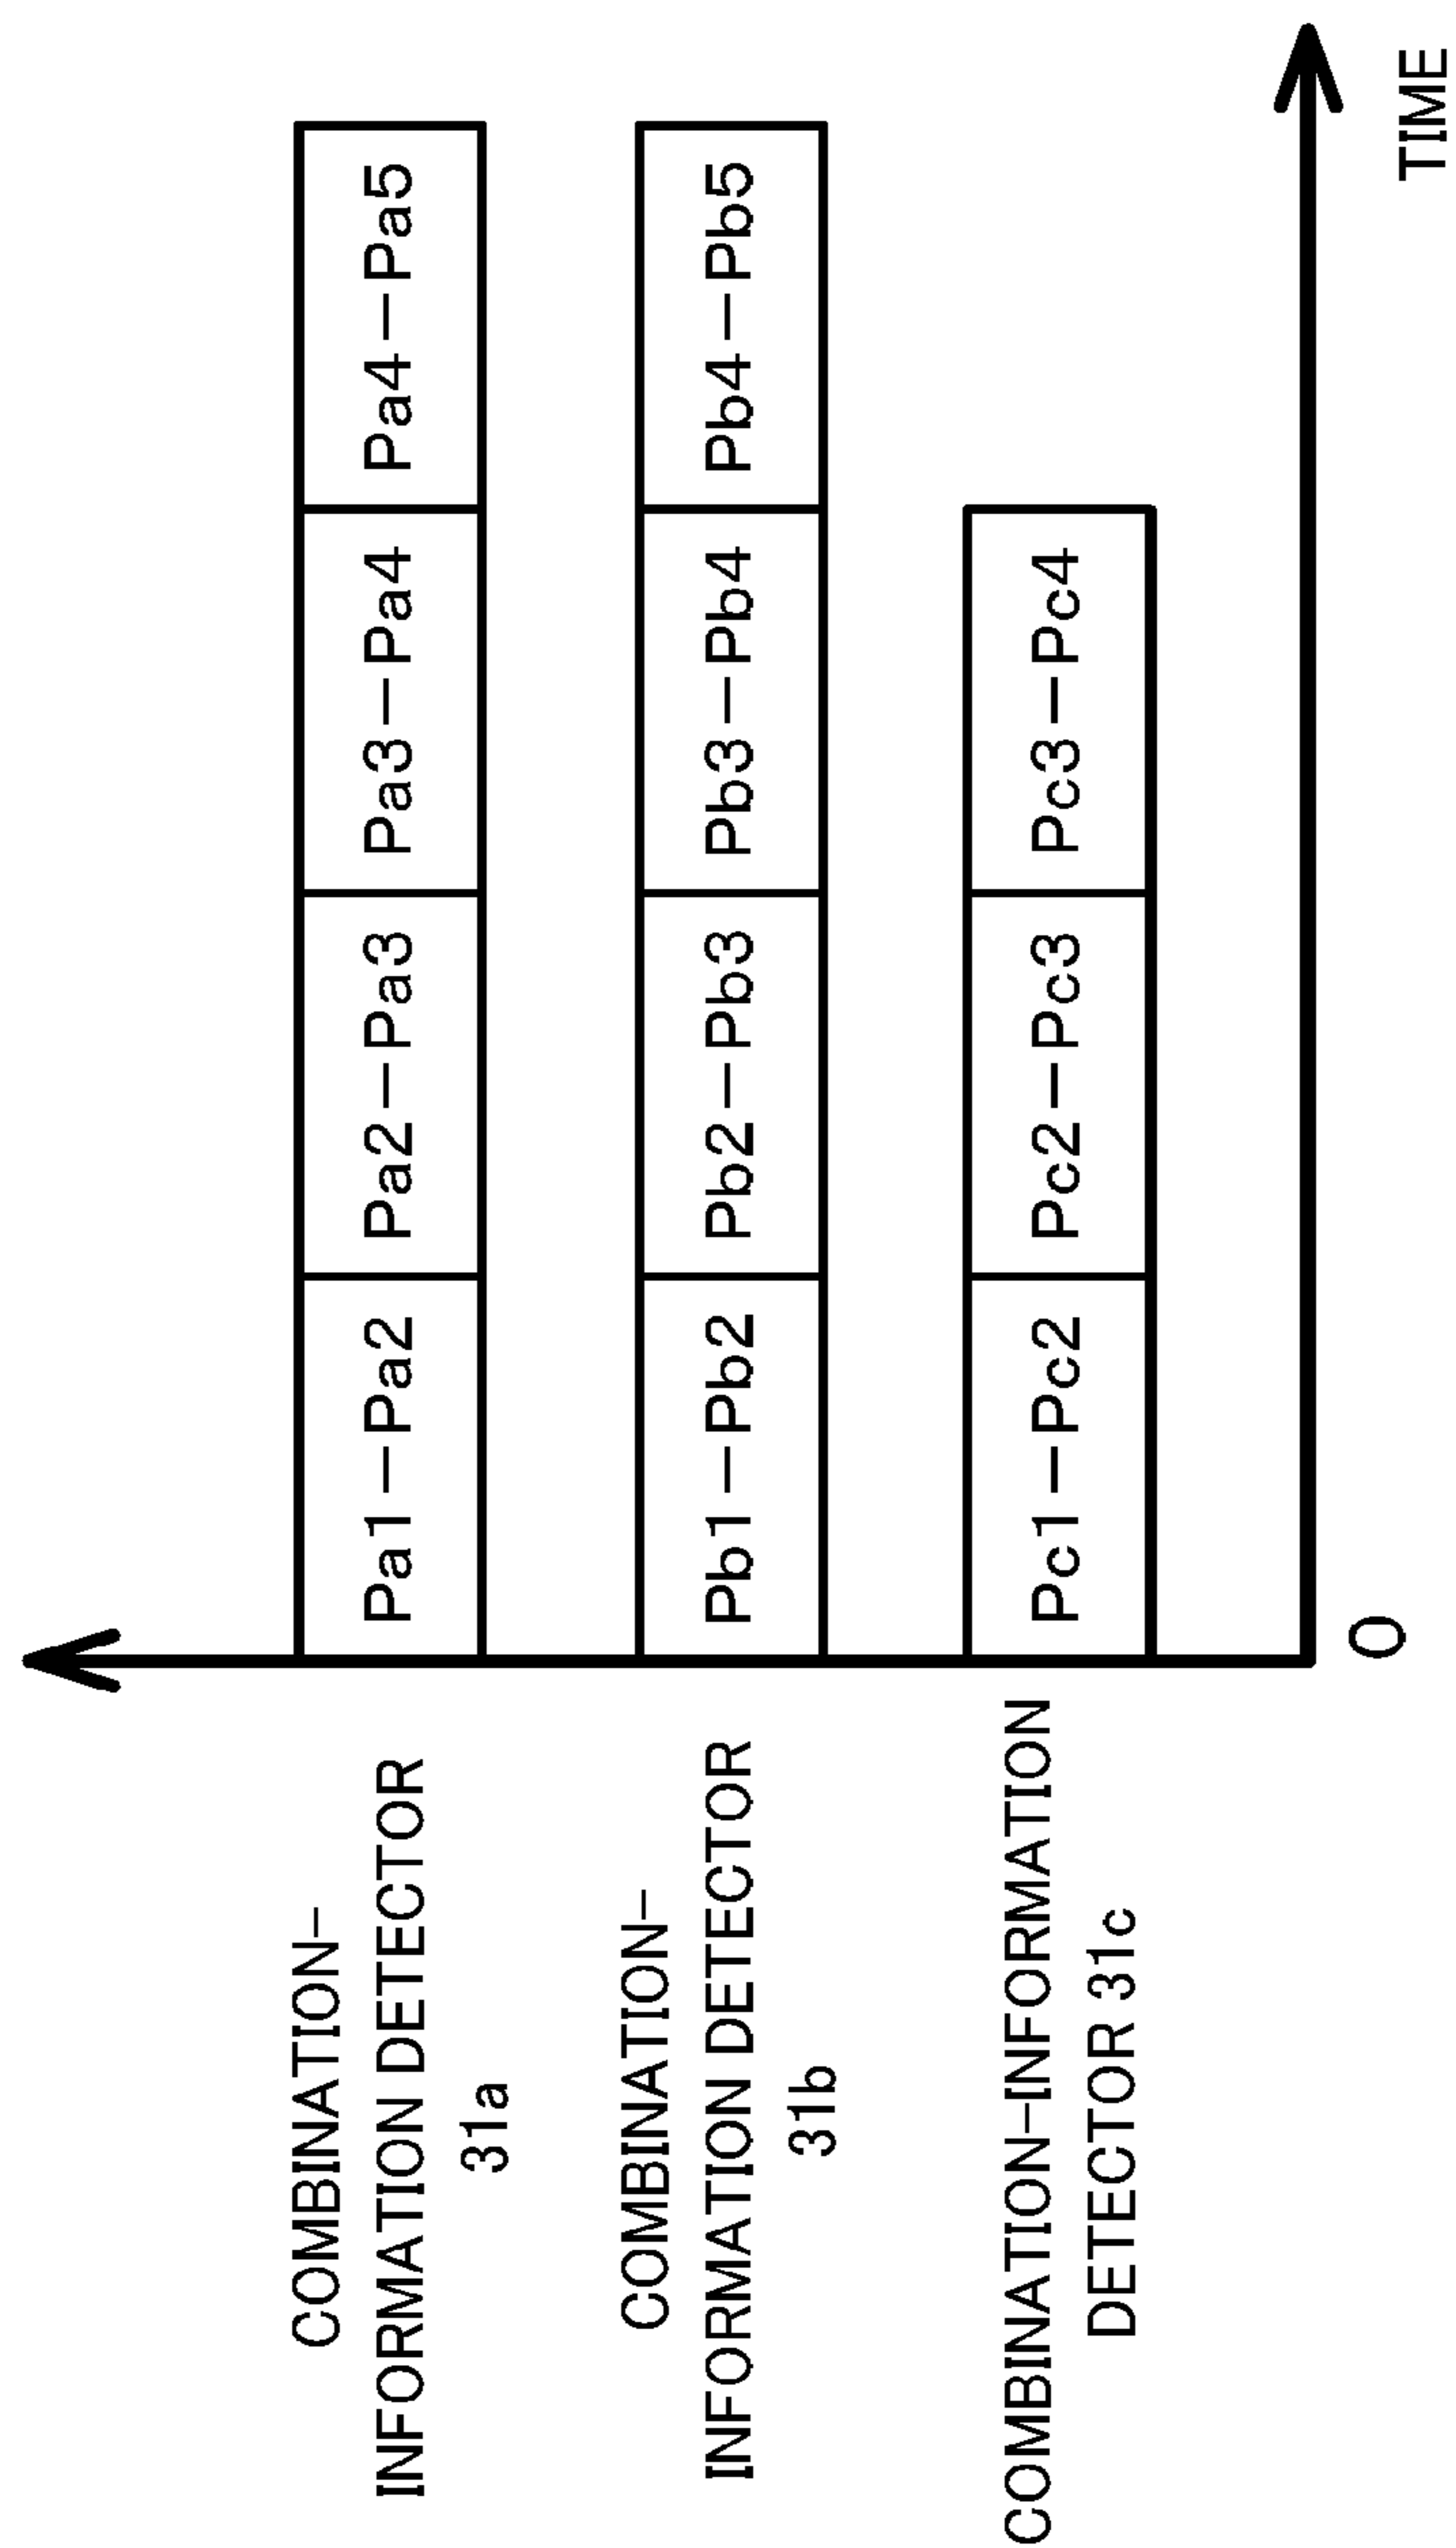 COMBINATION-
INFORMATION DETECTOR
31a
Pa1-Pa2 Pa2-Pa3 Pa3-Pa4 Pa4-Pa5
COMBINATION-
INFORMATION DETECTOR
31b
Pb1-Pb2 Pb2-Pb3 Pb3-Pb4 Pb4-Pb5
COMBINATION-INFORMATION
DETECTOR 31c
Pc1-Pc2 Pc2-Pc3 Pc3-Pc4
0
TIME